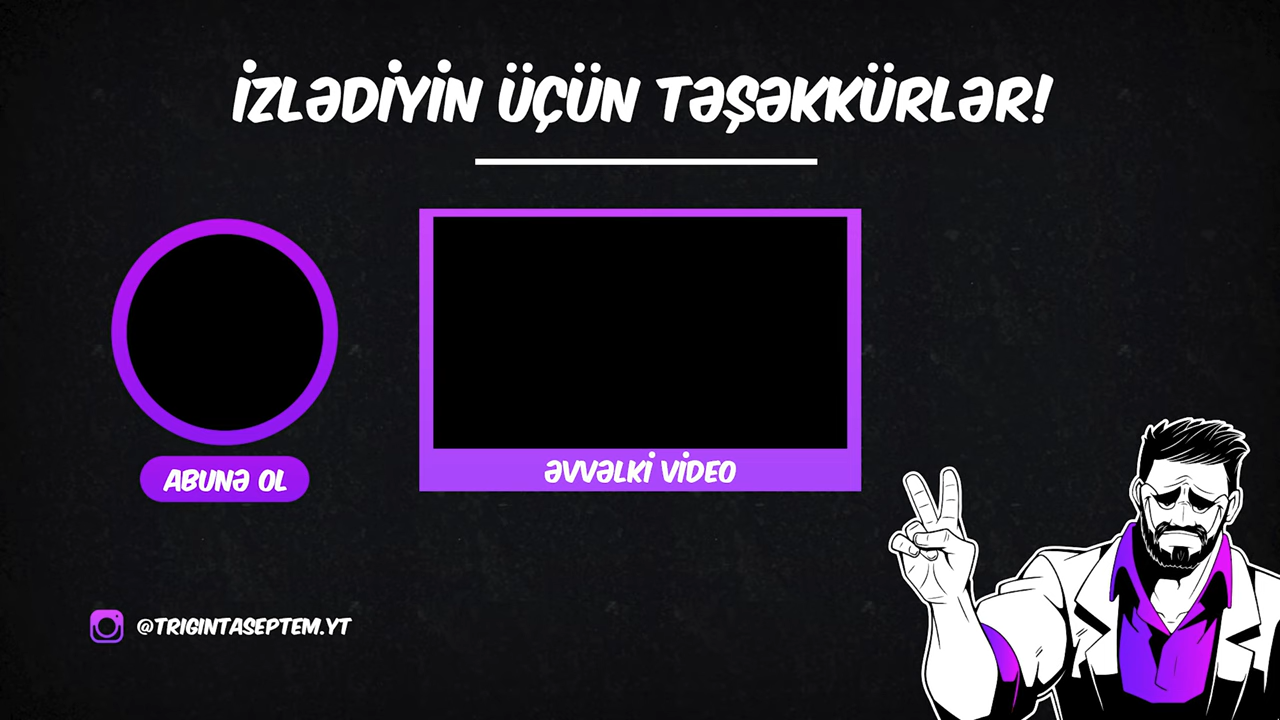 İZLƏDİYİN ÜÇÜN TƏŞƏKKÜRLƏR!
ABUNƏ OL
ƏVVƏLKİ VİDEO
@TRIGINTASEPTEM.YT